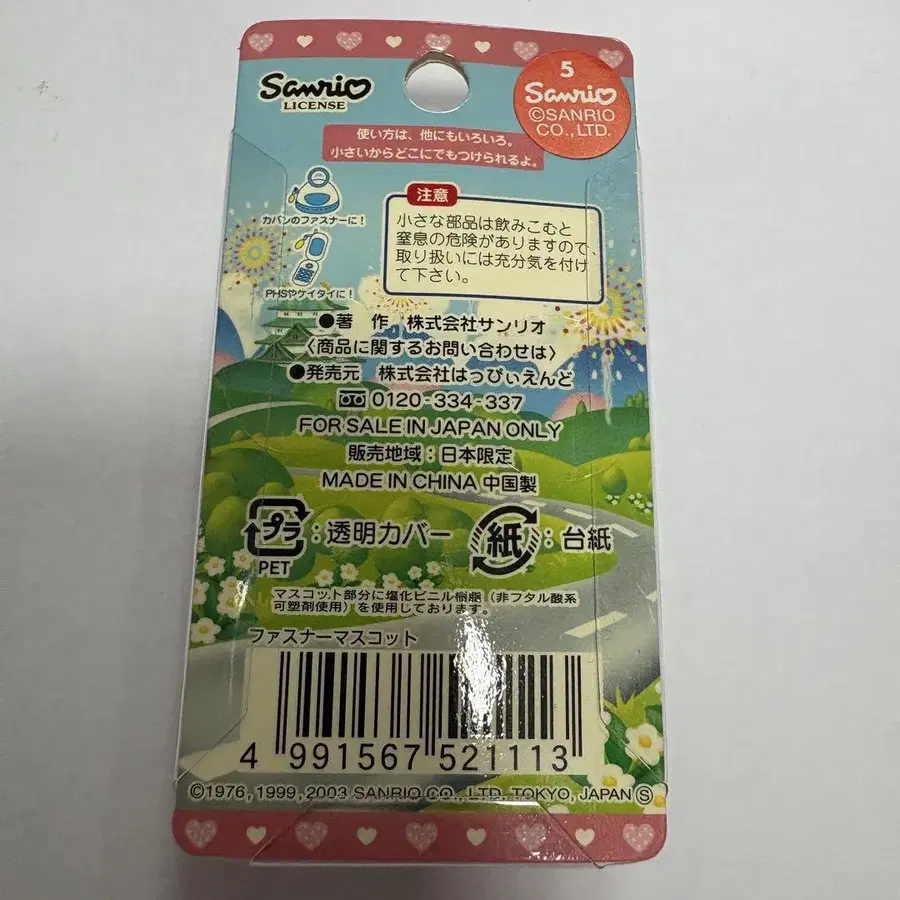 Sanrio
LICENSE
5
Sanrio
©SANRIO
CO.,LTD.
使い方は、他にもいろいろ。
小さいからどこにでもつけられるよ。
カバンのファスナーに!
PHSやケイタイに!
注意
小さな部品は飲みこむと
窒息の危険がありますので、
取り扱いには充分気を付け
て下さい。
●著 作 株式会社サンリオ
〈商品に関するお問い合わせは〉
●発売元 株式会社はっぴぃえんど
0120-334-337
FOR SALE IN JAPAN ONLY
販売地域:日本限定
MADE IN CHINA 中国製
プラ:透明カバー
PET
紙:台紙
マスコット部分に塩化ビニル樹脂(非フタル酸系
可塑剤使用)を使用しております。
ファスナーマスコット
4 991567 521113
©1976, 1999, 2003 SANRIO CO., LTD. TOKYO, JAPAN Ⓢ